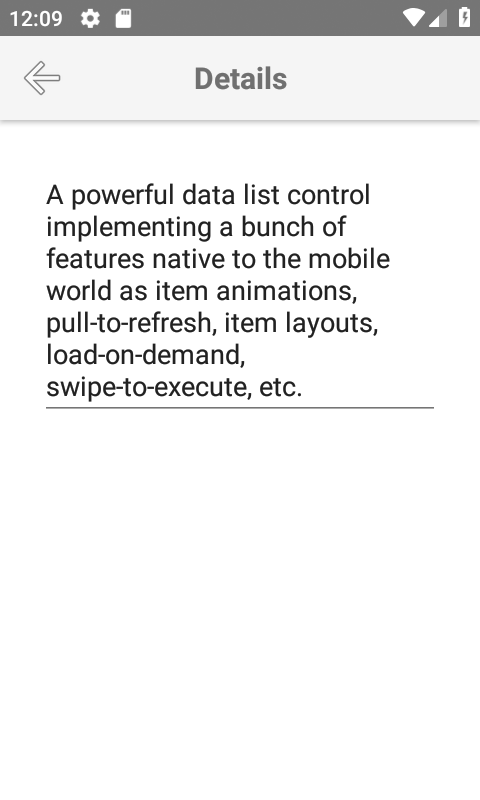 12:09
Details
A powerful data list control
implementing a bunch of
features native to the mobile
world as item animations,
pull-to-refresh, item layouts,
load-on-demand,
swipe-to-execute, etc.